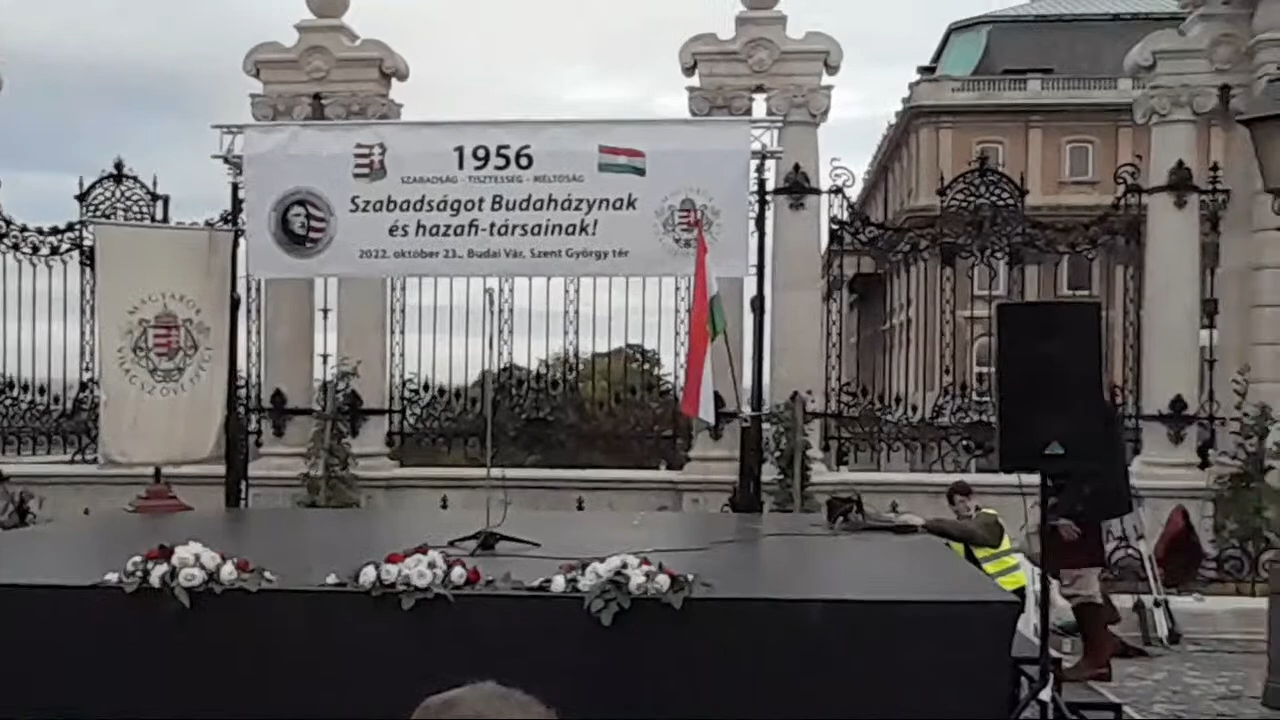 1956
SZABADSÁG - TISZTESSÉG - MÉLTÓSÁG
Szabadságot Budaházynak
és hazafi-társainak!
2022. október 23., Budai Vár, Szent György tér
MAGYAROK
VILÁGSZÖVETSÉGE